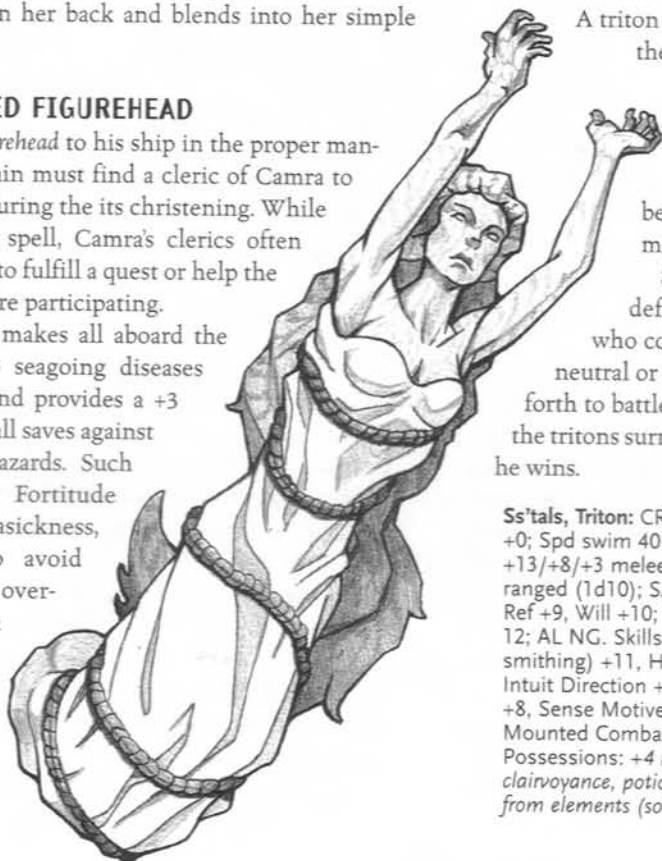 n her back and blends into her simple
ED FIGUREHEAD
rehead to his ship in the proper man-
ain must find a cleric of Camra to
uring the its christening. While
spell, Camra's clerics often
to fulfill a quest or help the
re participating.
makes all aboard the
seagoing diseases
nd provides a +3
all saves against
azards. Such
Fortitude
asickness,
o avoid
over-
A triton
the
be
m
def
who co
neutral or
forth to battle
the tritons surr
he wins.
Ss'tals, Triton: CR
+0; Spd swim 40
+13/+8/+3 melee
ranged (1d10); SA
Ref +9, Will +10;
12; AL NG. Skills
smithing) +11, H
Intuit Direction +
+8, Sense Motive
Mounted Comba
Possessions: +4
clairvoyance, potio
from elements (so